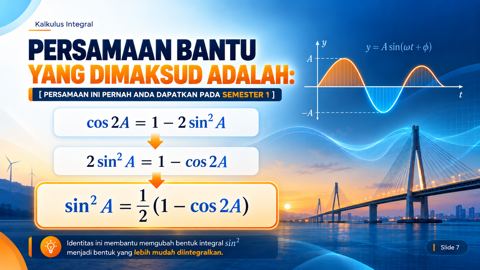 Kalkulus Integral
PERSAMAAN BANTU
YANG DIMAKSUD ADALAH:
[ PERSAMAAN INI PERNAH ANDA DAPATKAN PADA SEMESTER 1 ]
cos 2A = 1 − 2 sin² A
2 sin² A = 1 − cos 2A
sin² A = 1/2 (1 − cos 2A)
Identitas ini membantu mengubah bentuk integral sin²
menjadi bentuk yang lebih mudah diintegralkan.
y
y = A sin(ωt + ϕ)
A
t
−A
Slide 7